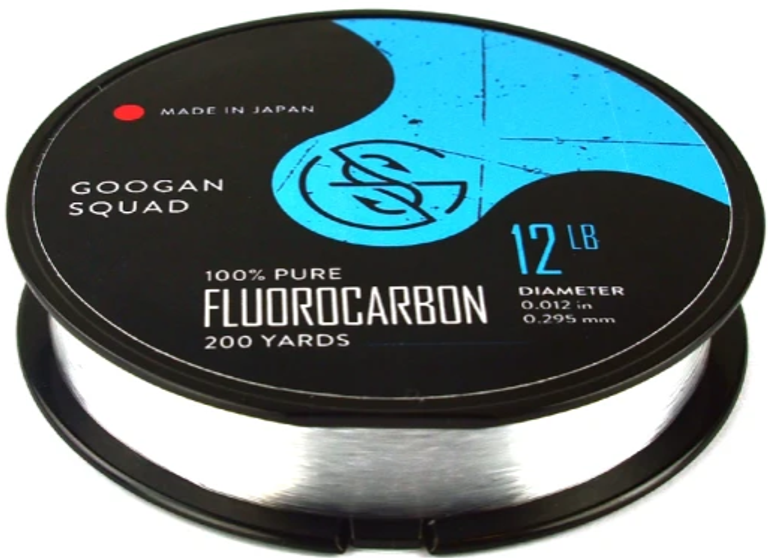 MADE IN JAPAN
GOOGAN
SQUAD
12 LB
DIAMETER
0.012 in
0.295 mm
100% PURE
FLUOROCARBON
200 YARDS